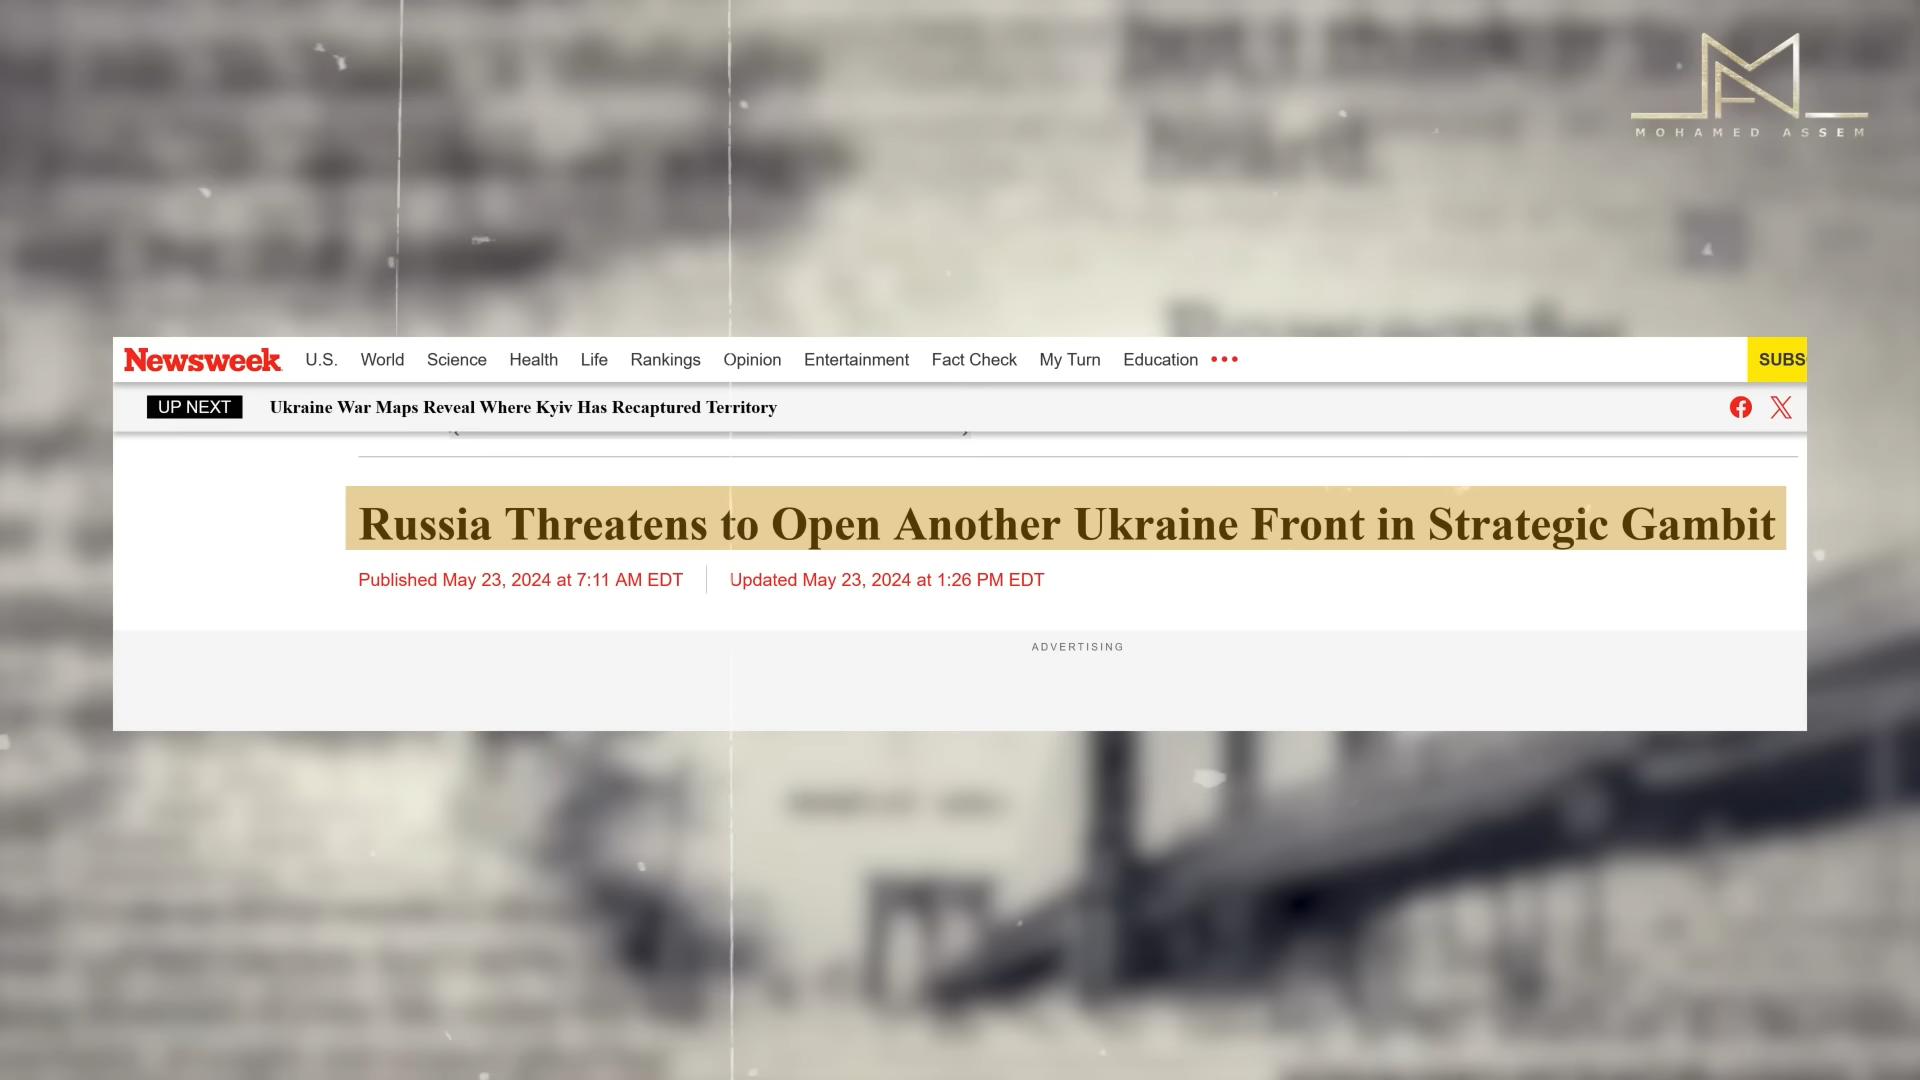 MOHAMED ASSEM
Newsweek U.S. World Science Health Life Rankings Opinion Entertainment Fact Check My Turn Education ••• SUBS
UP NEXT Ukraine War Maps Reveal Where Kyiv Has Recaptured Territory
Russia Threatens to Open Another Ukraine Front in Strategic Gambit
Published May 23, 2024 at 7:11 AM EDT Updated May 23, 2024 at 1:26 PM EDT
ADVERTISING